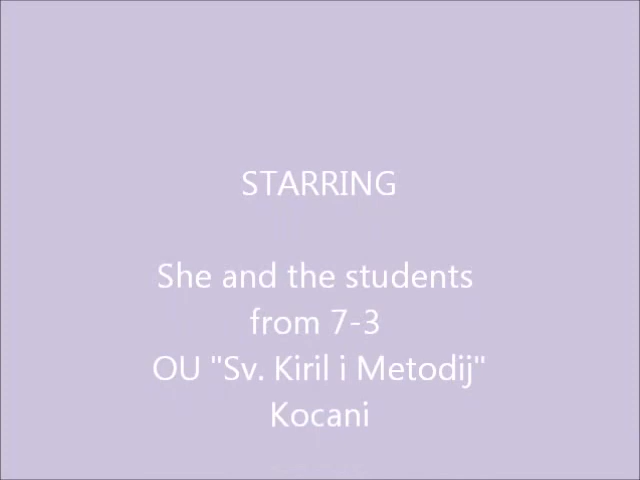 STARRING
She and the students
from 7-3
OU "Sv. Kiril i Metodij"
Kocani